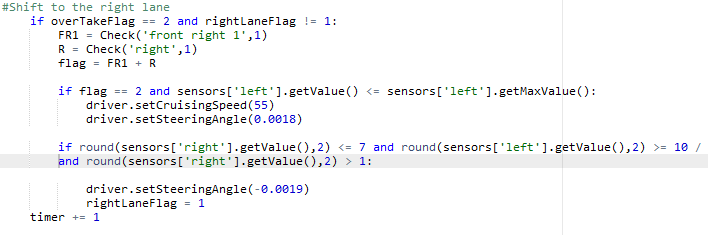 #Shift to the right lane
if overTakeFlag == 2 and rightLaneFlag != 1:
FR1 = Check('front right 1',1)
R = Check('right',1)
flag = FR1 + R
if flag == 2 and sensors['left'].getValue() <= sensors['left'].getMaxValue():
driver.setCruisingSpeed(55)
driver.setSteeringAngle(0.0018)
if round(sensors['right'].getValue(),2) <= 7 and round(sensors['left'].getValue(),2) >= 10 /
and round(sensors['right'].getValue(),2) > 1:
driver.setSteeringAngle(-0.0019)
rightLaneFlag = 1
timer += 1